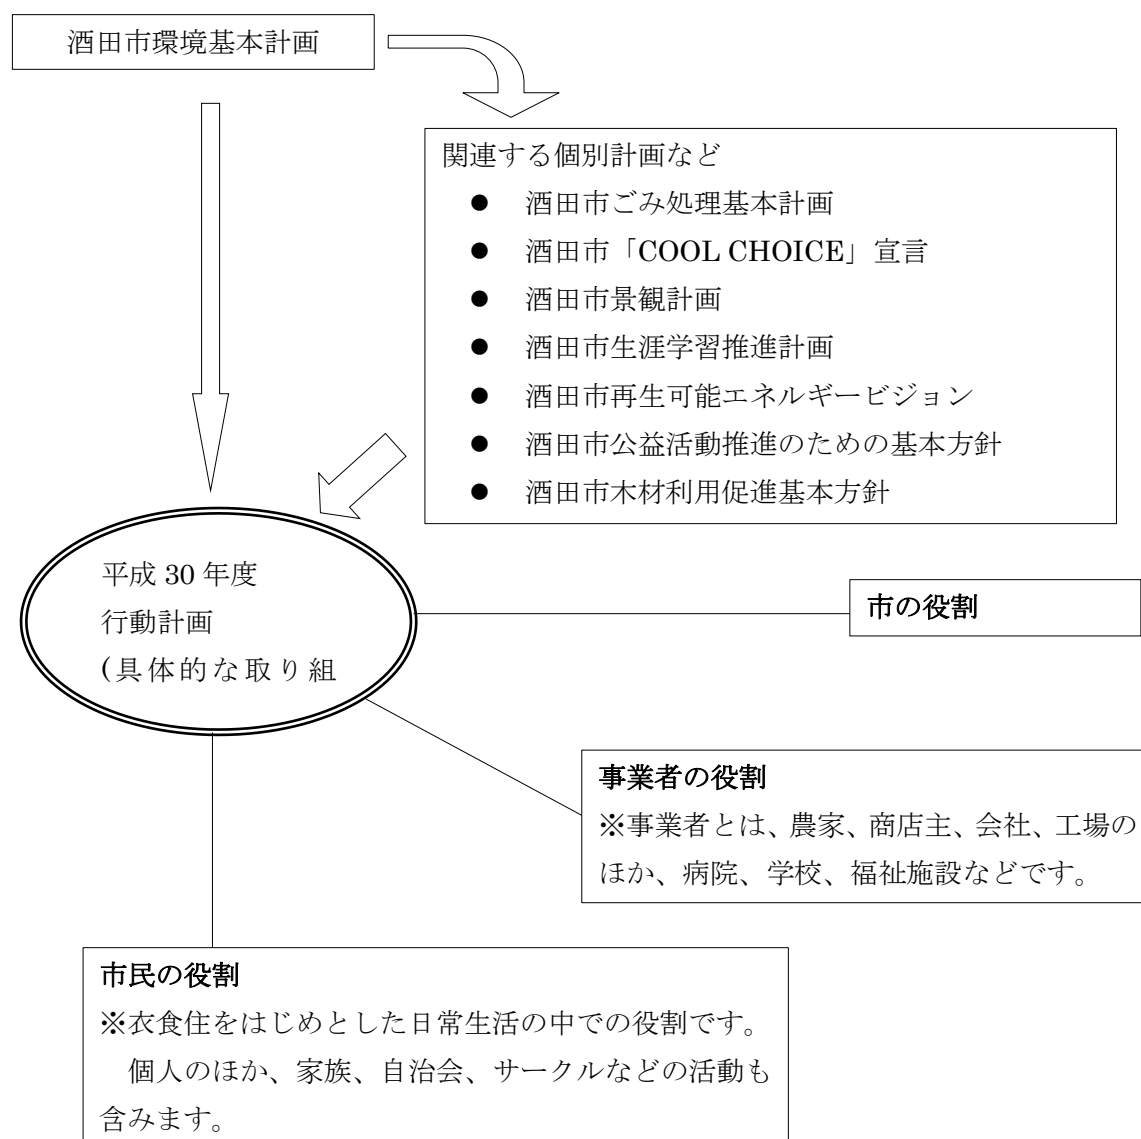 酒田市環境基本計画
関連する個別計画など
● 酒田市ごみ処理基本計画
● 酒田市「COOL CHOICE」宣言
● 酒田市景観計画
● 酒田市生涯学習推進計画
● 酒田市再生可能エネルギービジョン
● 酒田市公益活動推進のための基本方針
● 酒田市木材利用促進基本方針
平成 30 年度
行動計画
(具体的な取り組
市の役割
事業者の役割
※事業者とは、農家、商店主、会社、工場の
ほか、病院、学校、福祉施設などです。
市民の役割
※衣食住をはじめとした日常生活の中での役割です。
個人のほか、家族、自治会、サークルなどの活動も
含みます。